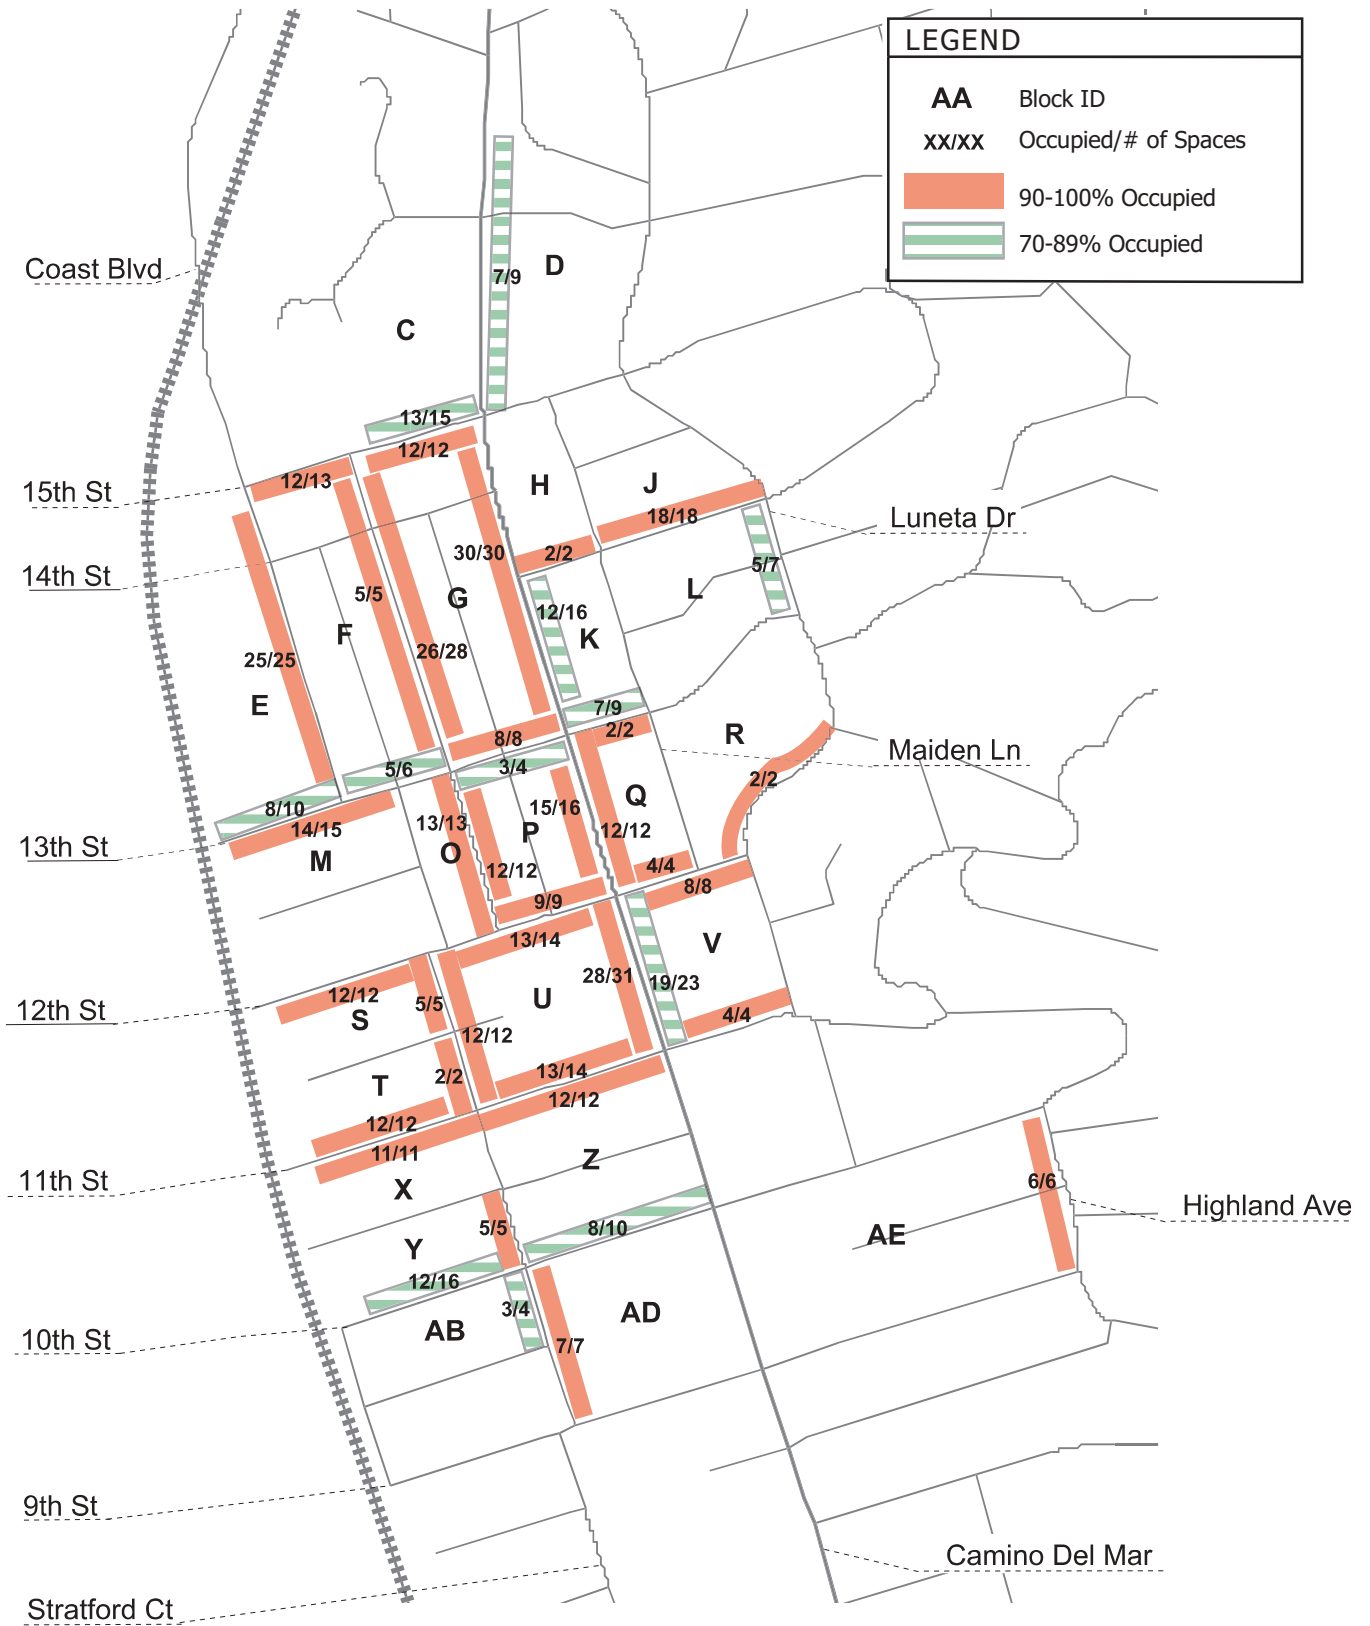 LEGEND
AA Block ID
xx/xx Occupied/# of Spaces
90-100% Occupied
70-89% Occupied
Coast Blvd
7/9
D
C
13/15
12/12
12/13
15th St
H
J
18/18
Luneta Dr
30/30
2/2
14th St
5/5
G
L
5/7
12/16
F
K
26/28
25/25
E
7/9
2/2
R
8/8
Maiden Ln
5/6
3/4
2/2
8/10
Q
15/16
14/15
13/13
P
12/12
13th St
M
O
12/12
4/4
8/8
9/9
13/14
V
28/31
19/23
12/12
5/5
U
12th St
S
4/4
12/12
13/14
T
2/2
12/12
12/12
11/11
Z
11th St
X
6/6
Highland Ave
5/5
8/10
AE
Y
12/16
3/4
AD
AB
10th St
7/7
9th St
Camino Del Mar
Stratford Ct